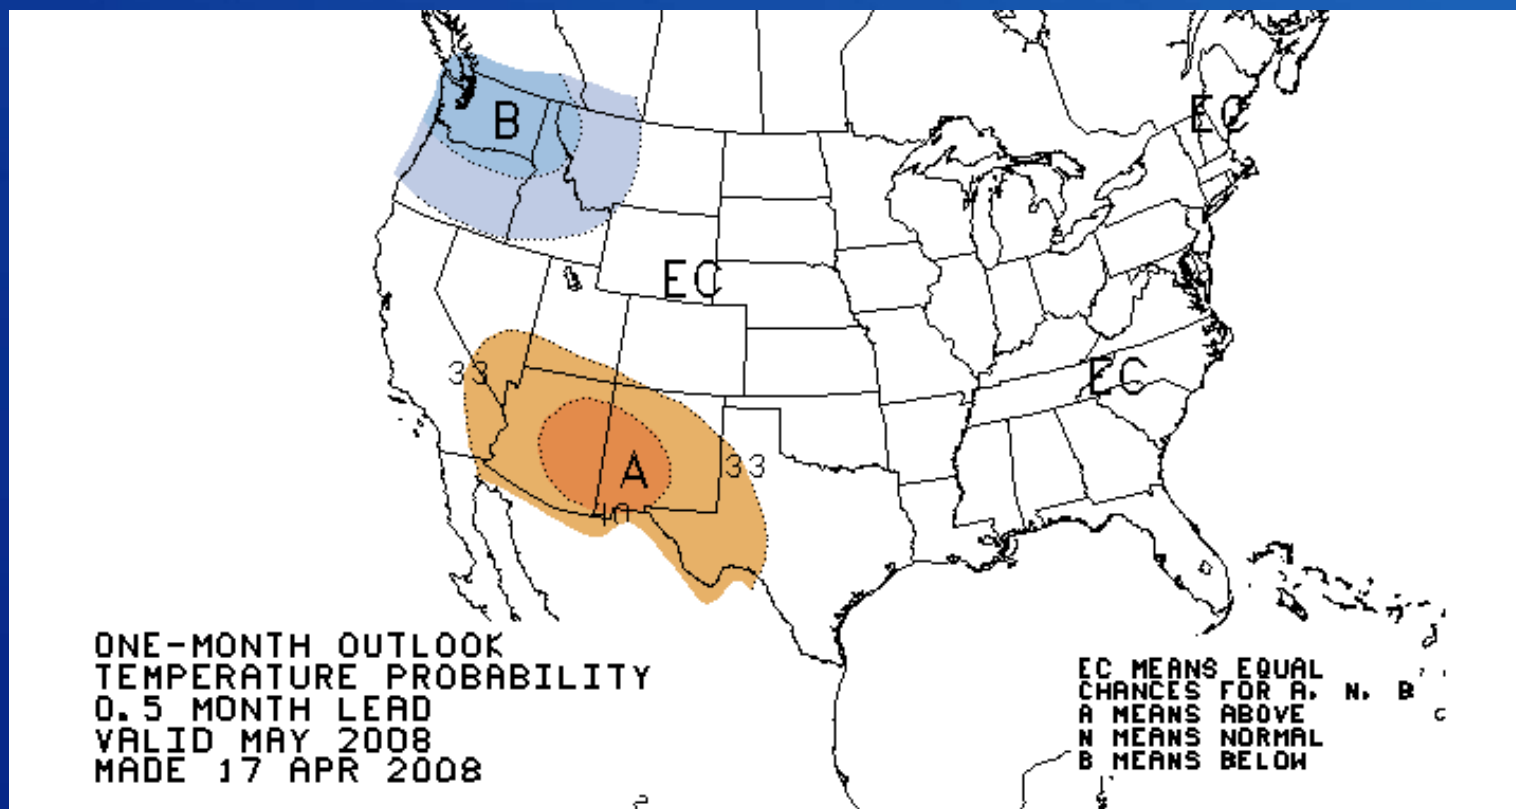 EC
B
EC
33
EC
A
33
40
ONE-MONTH OUTLOOK
TEMPERATURE PROBABILITY
0.5 MONTH LEAD
VALID MAY 2008
MADE 17 APR 2008
EC MEANS EQUAL
CHANCES FOR A, N, B
A MEANS ABOVE
N MEANS NORMAL
B MEANS BELOW